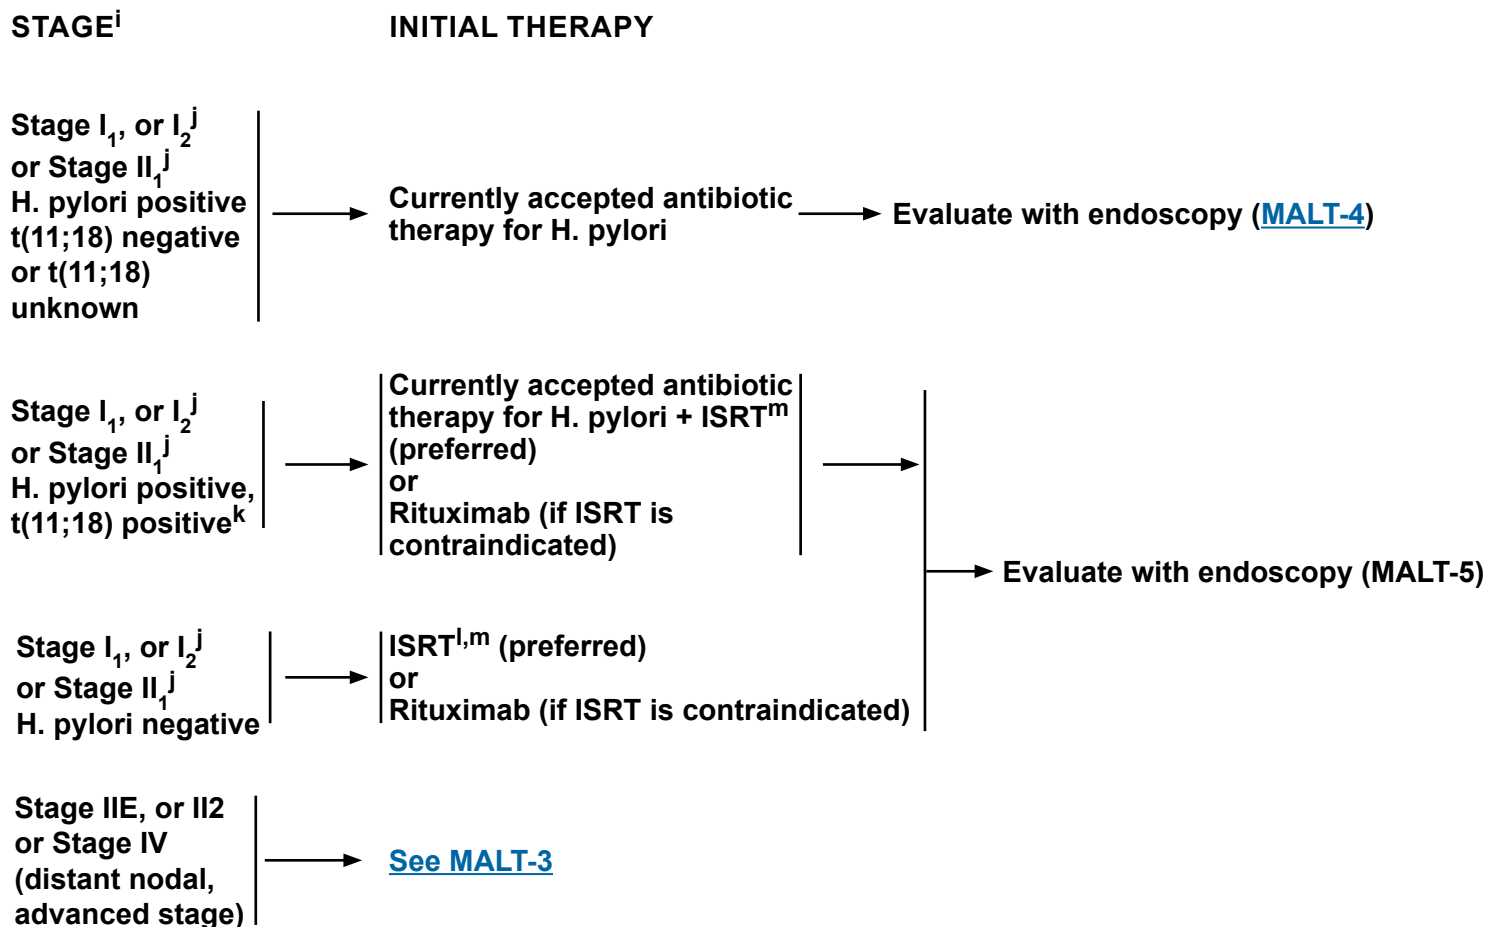 STAGEi
INITIAL THERAPY
Stage I1, or I2j
or Stage II1j
H. pylori positive
t(11;18) negative
or t(11;18)
unknown
Currently accepted antibiotic
therapy for H. pylori
Evaluate with endoscopy (MALT-4)
Stage I1, or I2j
or Stage II1j
H. pylori positive,
t(11;18) positivek
Currently accepted antibiotic
therapy for H. pylori + ISRTm
(preferred)
or
Rituximab (if ISRT is
contraindicated)
Stage I1, or I2j
or Stage II1j
H. pylori negative
ISRTl,m (preferred)
or
Rituximab (if ISRT is contraindicated)
Evaluate with endoscopy (MALT-5)
Stage IIE, or II2
or Stage IV
(distant nodal,
advanced stage)
See MALT-3